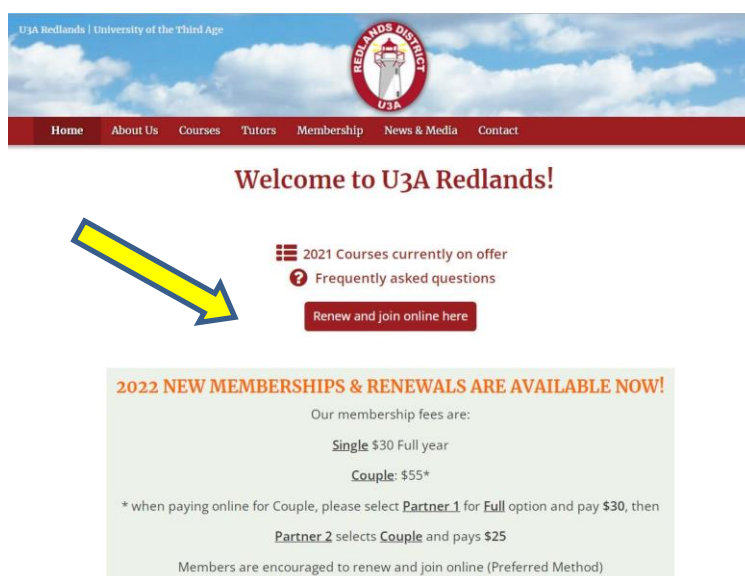 U3A Redlands | University of the Third Age
REDLANDS DISTRICT
U3A
Home About Us Courses Tutors Membership News & Media Contact
Welcome to U3A Redlands!
2021 Courses currently on offer
? Frequently asked questions
Renew and join online here
2022 NEW MEMBERSHIPS & RENEWALS ARE AVAILABLE NOW!
Our membership fees are:
Single $30 Full year
Couple: $55*
* when paying online for Couple, please select Partner 1 for Full option and pay $30, then
Partner 2 selects Couple and pays $25
Members are encouraged to renew and join online (Preferred Method)